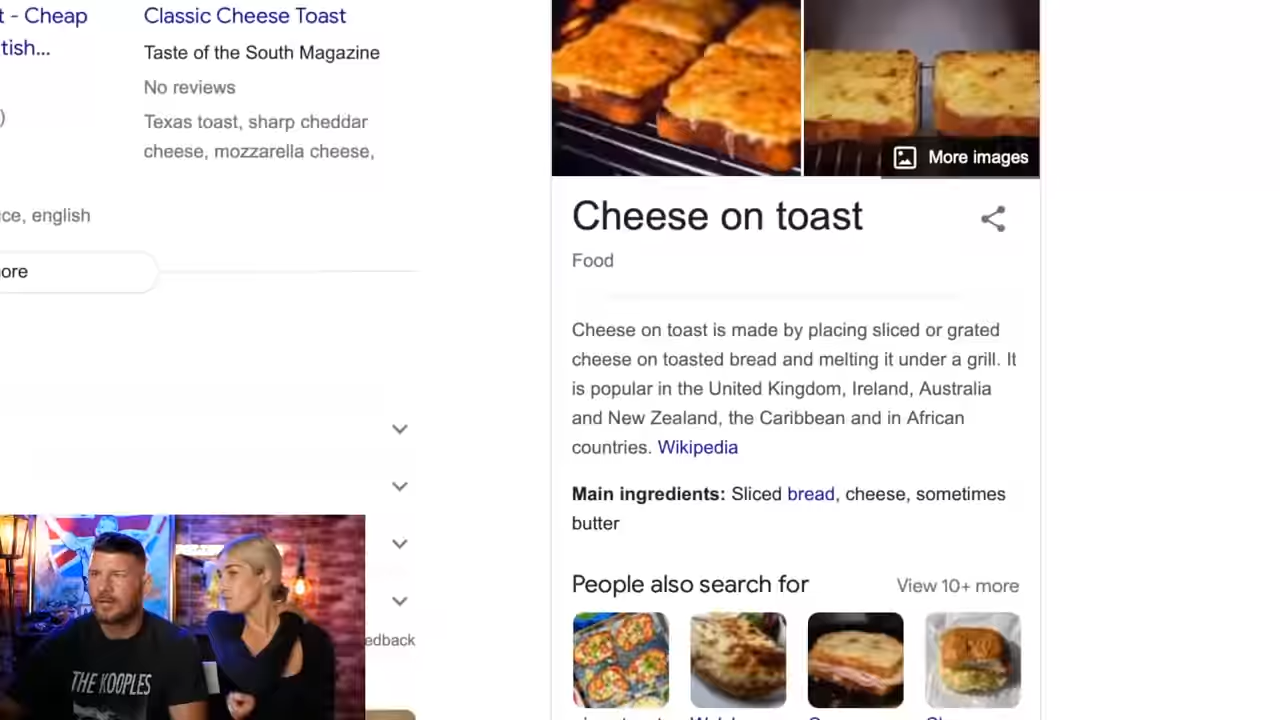 t - Cheap
tish...
)
ce, english
ore
Classic Cheese Toast
Taste of the South Magazine
No reviews
Texas toast, sharp cheddar
cheese, mozzarella cheese,
edback
THE KOOPLES
More images
Cheese on toast
Food
Cheese on toast is made by placing sliced or grated
cheese on toasted bread and melting it under a grill. It
is popular in the United Kingdom, Ireland, Australia
and New Zealand, the Caribbean and in African
countries. Wikipedia
Main ingredients: Sliced bread, cheese, sometimes
butter
People also search for
View 10+ more